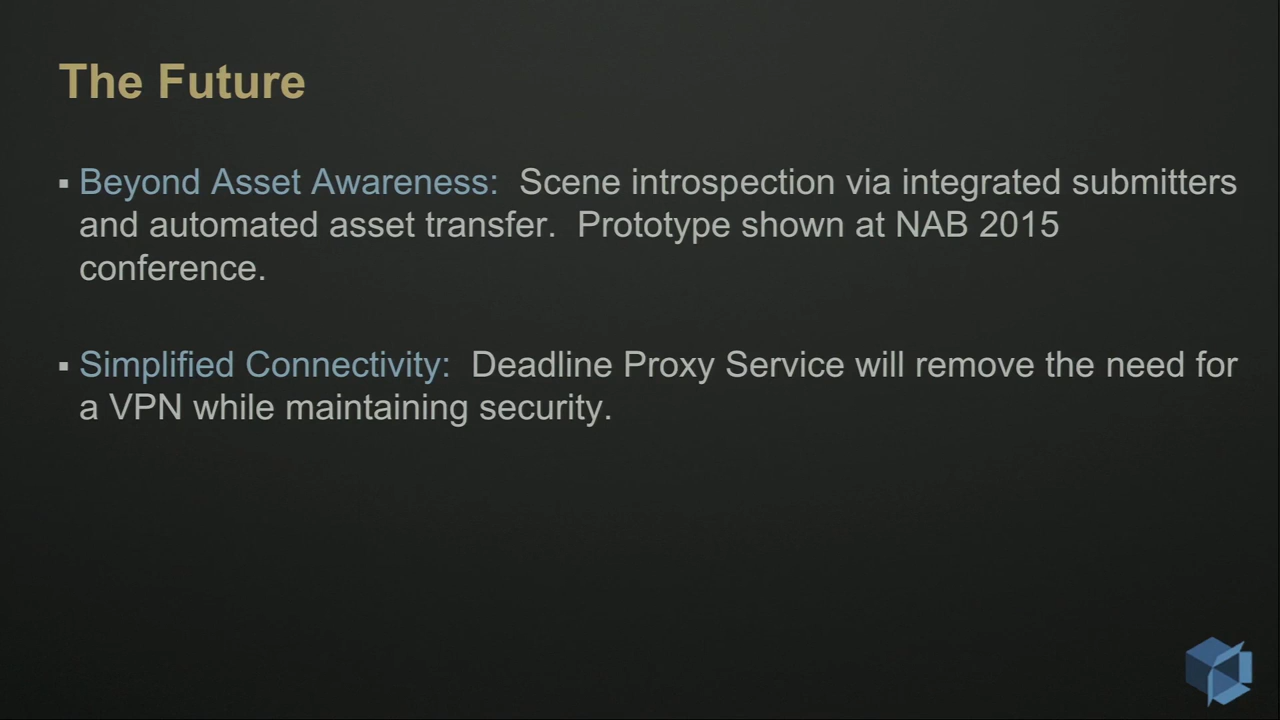 The Future
▪ Beyond Asset Awareness: Scene introspection via integrated submitters
and automated asset transfer. Prototype shown at NAB 2015
conference.
▪ Simplified Connectivity: Deadline Proxy Service will remove the need for
a VPN while maintaining security.